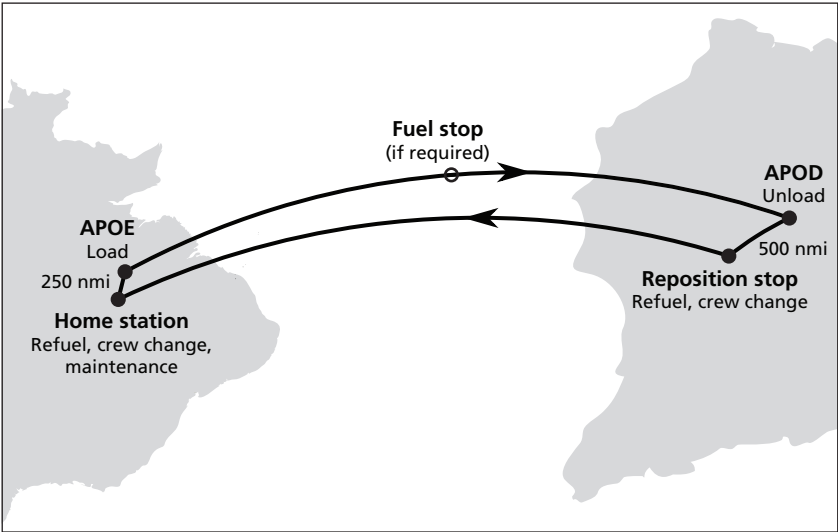 Fuel stop
(if required)
APOD
Unload
APOE
Load
250 nmi
500 nmi
Reposition stop
Refuel, crew change
Home station
Refuel, crew change,
maintenance